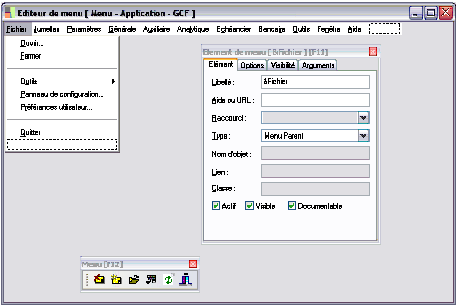 Editeur de menu [ Menu - Application - GCF ]
Fichier Jumelles Paramètres Générale Auxiliaire Analytique Echéancier Bancaire Outils Fenêtre Aide
Ouvrir...
Fermer
Outils
Panneau de configuration...
Préférences utilisateur...
Quitter
Element de menu [ &Fichier ] [F11]
Elément Options Visibilité Arguments
Libellé : &Fichier
Aide ou URL :
Raccourci :
Type : Menu Parent
Nom d'objet :
Lien :
Classe :
Actif Visible Documentable
Menu [F12]